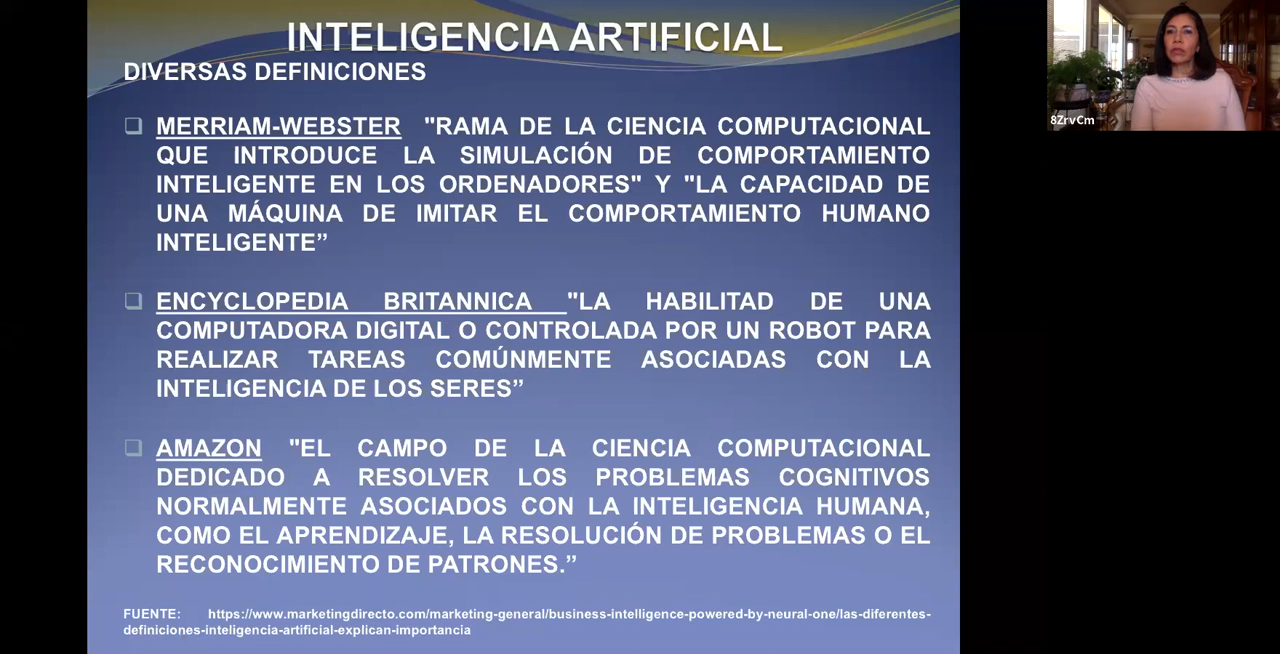 INTELIGENCIA ARTIFICIAL
DIVERSAS DEFINICIONES
MERRIAM-WEBSTER "RAMA DE LA CIENCIA COMPUTACIONAL
QUE INTRODUCE LA SIMULACIÓN DE COMPORTAMIENTO
INTELIGENTE EN LOS ORDENADORES" Y "LA CAPACIDAD DE
UNA MÁQUINA DE IMITAR EL COMPORTAMIENTO HUMANO
INTELIGENTE”
ENCYCLOPEDIA BRITANNICA "LA HABILITAD DE UNA
COMPUTADORA DIGITAL O CONTROLADA POR UN ROBOT PARA
REALIZAR TAREAS COMÚNMENTE ASOCIADAS CON LA
INTELIGENCIA DE LOS SERES”
AMAZON "EL CAMPO DE LA CIENCIA COMPUTACIONAL
DEDICADO A RESOLVER LOS PROBLEMAS COGNITIVOS
NORMALMENTE ASOCIADOS CON LA INTELIGENCIA HUMANA,
COMO EL APRENDIZAJE, LA RESOLUCIÓN DE PROBLEMAS O EL
RECONOCIMIENTO DE PATRONES.”
FUENTE: https://www.marketingdirecto.com/marketing-general/business-intelligence-powered-by-neural-one/las-diferentes-
definiciones-inteligencia-artificial-explican-importancia
8ZrvCm